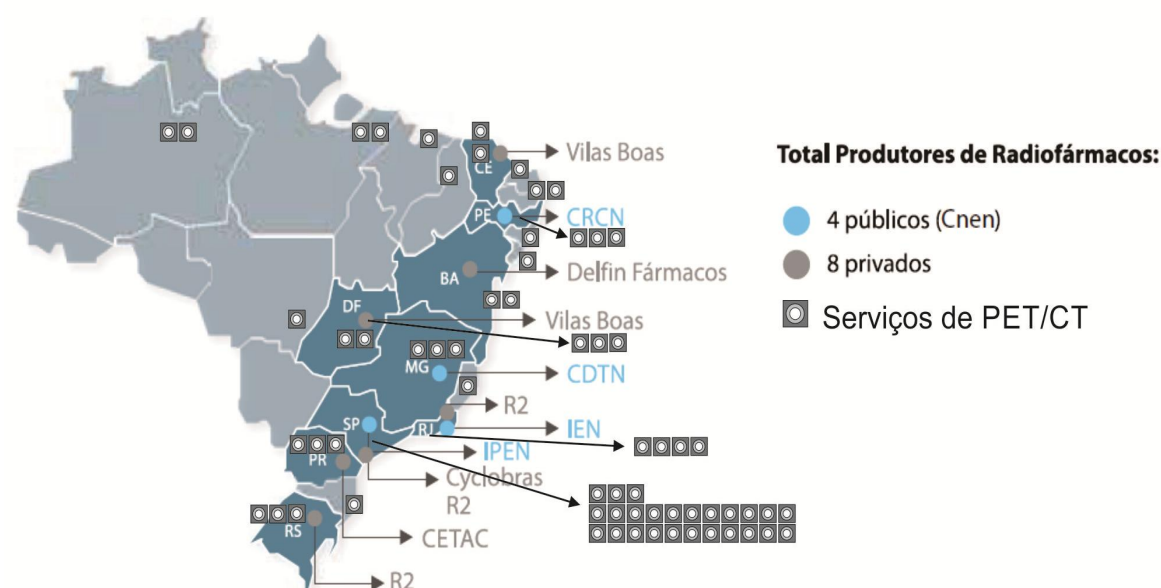 Total Produtores de Radiofármacos:
4 públicos (Cnen)
8 privados
Serviços de PET/CT
CE
Vilas Boas
PE
CRCN
BA
Delfin Fármacos
DF
Vilas Boas
MG
CDTN
R2
SP
RJ
IEN
IPEN
PR
Cyclobras
R2
CETAC
RS
R2